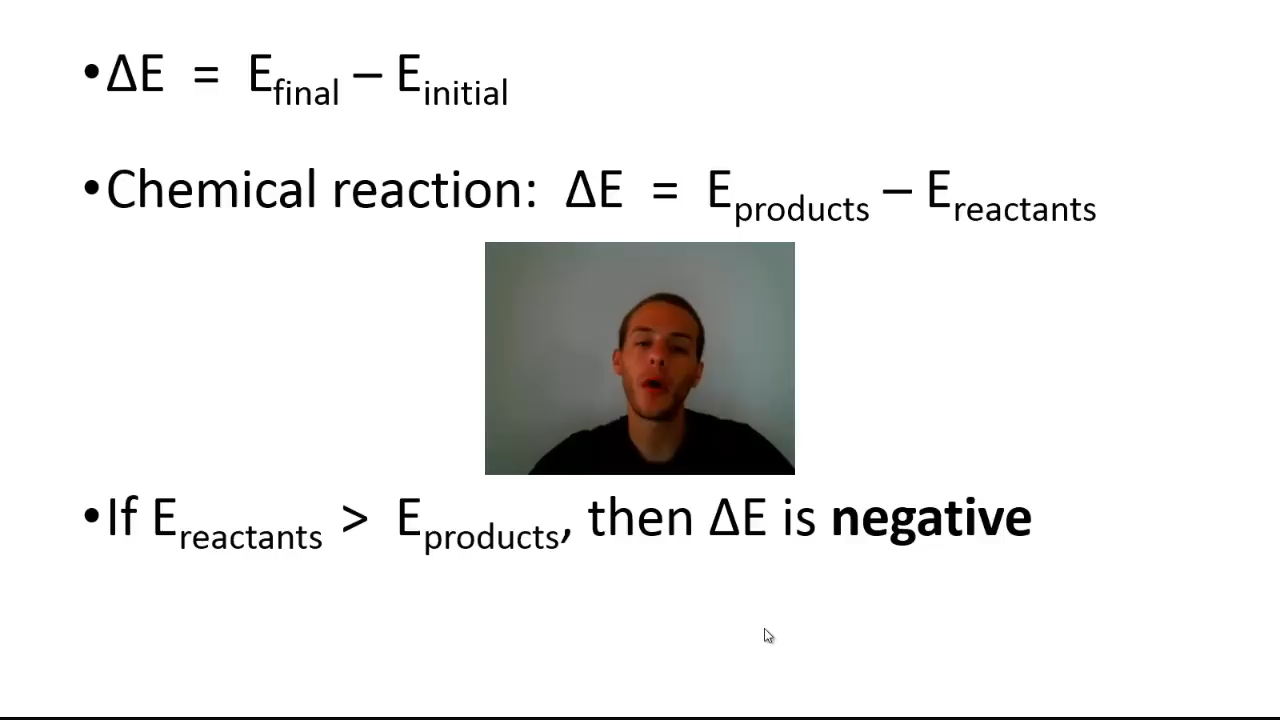 •ΔE = Efinal – Einitial
•Chemical reaction: ΔE = Eproducts – Ereactants
•If Ereactants > Eproducts, then ΔE is negative